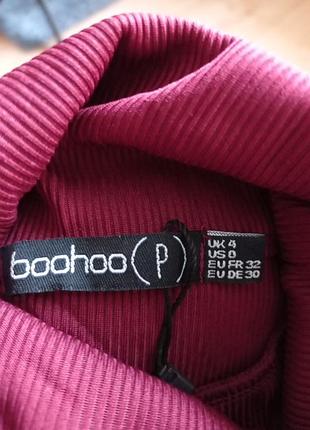 boohoo (P)
UK 4
US 0
EU FR 32
EU DE 30